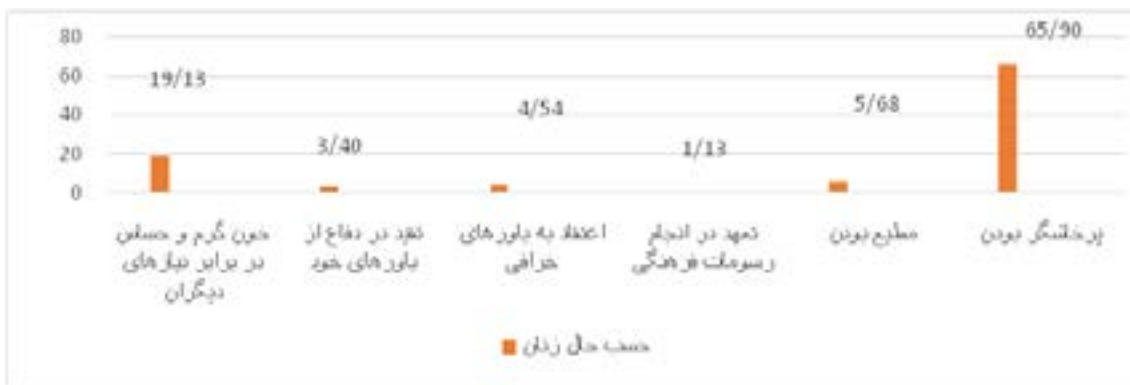 80
60
40
20
0
19/13
3/40
4/54
1/13
5/68
65/90
خون گرم و حساس
در برابر نیازهای
دیگران
تقید در دفاع از
باورهای خود
اعتقاد به باورهای
خرافی
تعهد در انجام
رسومات فرهنگی
مطیع بودن
پرخاشگر بودن
حسب حال زنان